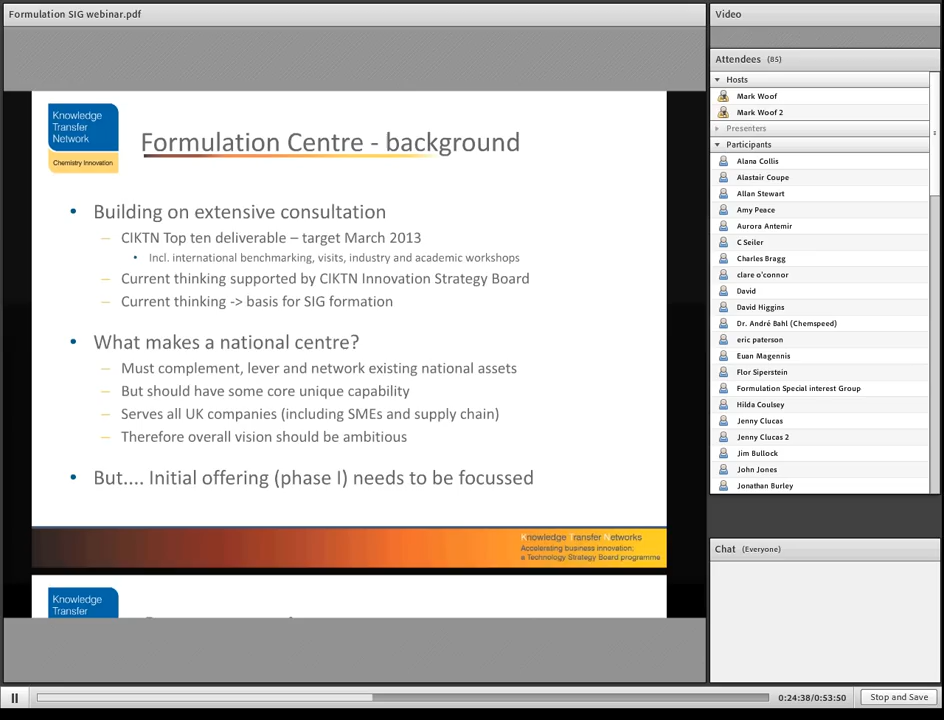 Formulation SIG webinar.pdf
Knowledge
Transfer
Network
Chemistry Innovation
Formulation Centre - background
• Building on extensive consultation
– CIKTN Top ten deliverable – target March 2013
• Incl. international benchmarking, visits, industry and academic workshops
– Current thinking supported by CIKTN Innovation Strategy Board
– Current thinking -> basis for SIG formation
• What makes a national centre?
– Must complement, lever and network existing national assets
– But should have some core unique capability
– Serves all UK companies (including SMEs and supply chain)
– Therefore overall vision should be ambitious
• But.... Initial offering (phase I) needs to be focussed
Knowledge Transfer Networks
Accelerating business innovation;
a Technology Strategy Board programme
Knowledge
Transfer
Video
Attendees (85)
Hosts
Mark Woof
Mark Woof 2
Presenters
Participants
Alana Collis
Alastair Coupe
Allan Stewart
Amy Peace
Aurora Antemir
C Seiler
Charles Bragg
clare o'connor
David
David Higgins
Dr. André Bahl (Chemspeed)
eric paterson
Euan Magennis
Flor Siperstein
Formulation Special interest Group
Hilda Coulsey
Jenny Clucas
Jenny Clucas 2
Jim Bullock
John Jones
Jonathan Burley
Chat (Everyone)
0:24:38/0:53:50
Stop and Save